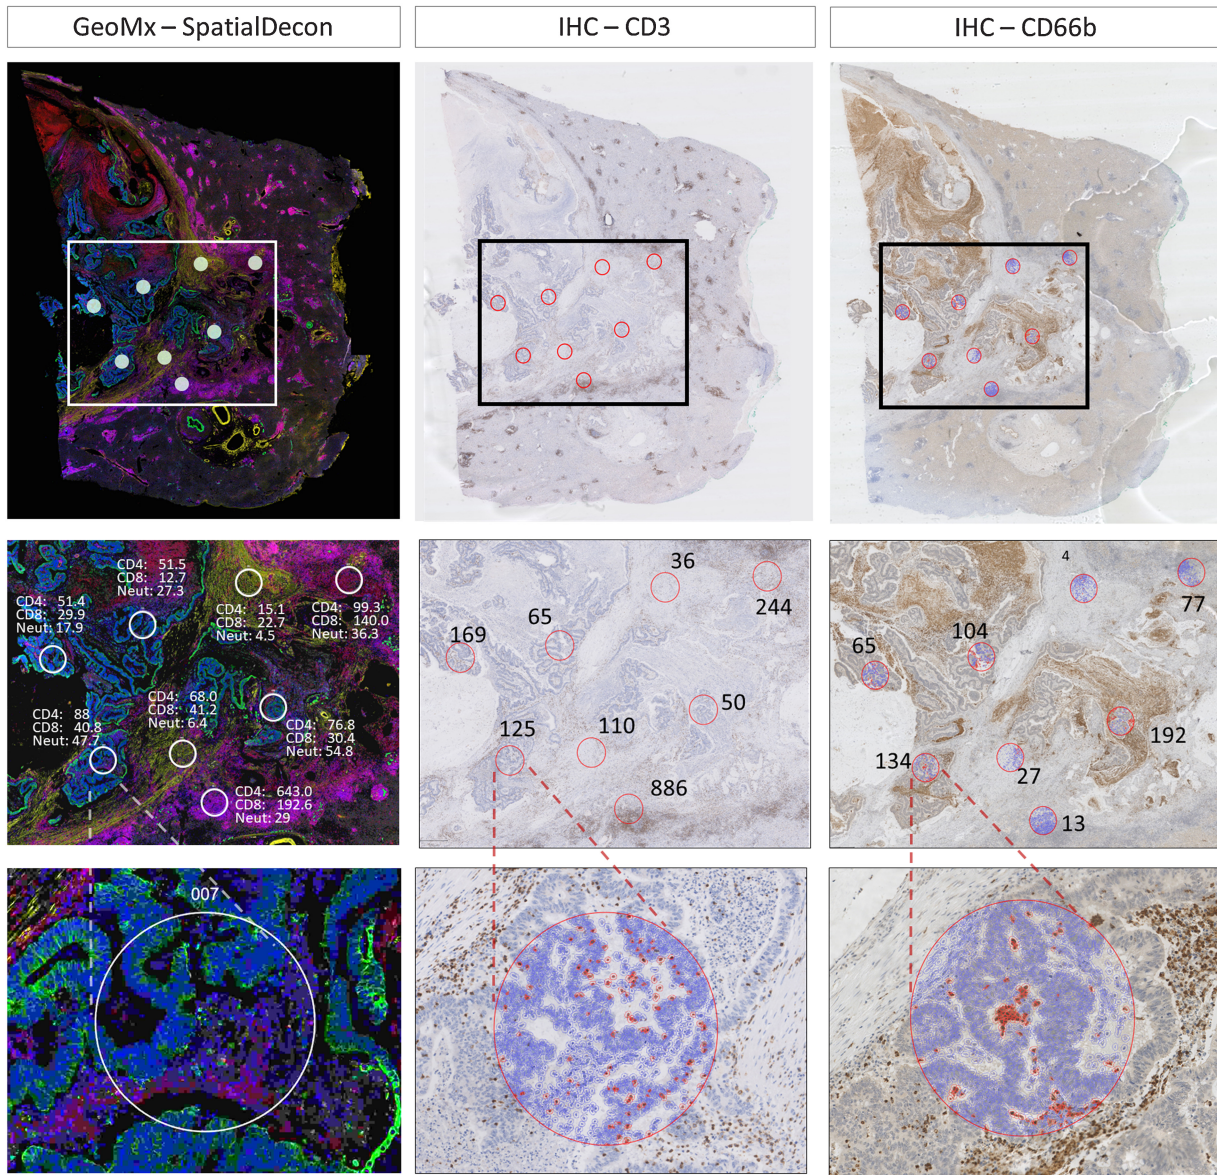 GeoMx – SpatialDecon
IHC – CD3
IHC – CD66b
CD4: 51.5
CD8: 12.7
Neut: 27.3
CD4: 51.4
CD8: 29.9
Neut: 17.9
CD4: 15.1
CD8: 22.7
Neut: 4.5
CD4: 99.3
CD8: 140.0
Neut: 36.3
CD4: 88
CD8: 40.8
Neut: 47.7
CD4: 68.0
CD8: 41.2
Neut: 6.4
CD4: 76.8
CD8: 30.4
Neut: 54.8
CD4: 643.0
CD8: 192.6
Neut: 29
36
244
65
169
50
125
110
886
4
77
104
65
192
134
27
13
007